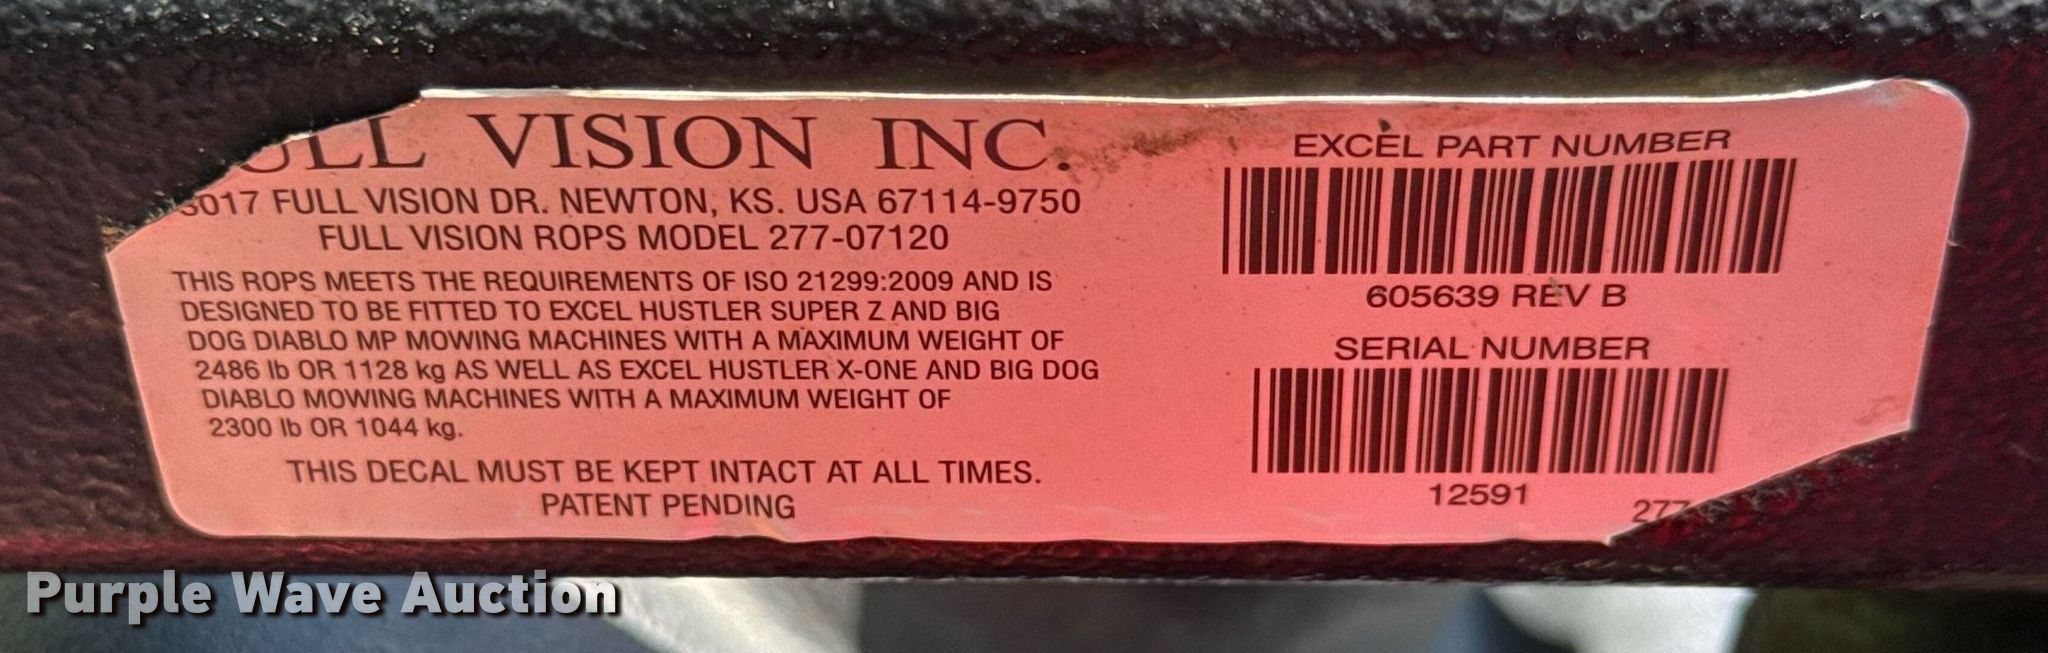 VISION INC.
FULL VISION DR. NEWTON, KS. USA 67114-9750
FULL VISION ROPS MODEL 277-07120
THIS ROPS MEETS THE REQUIREMENTS OF ISO 21299:2009 AND IS
DESIGNED TO BE FITTED TO EXCEL HUSTLER SUPER Z AND BIG
DOG DIABLO MP MOWING MACHINES WITH A MAXIMUM WEIGHT OF
2486 lb OR 1128 kg AS WELL AS EXCEL HUSTLER X-ONE AND BIG DOG
DIABLO MOWING MACHINES WITH A MAXIMUM WEIGHT OF
2300 lb OR 1044 kg.
THIS DECAL MUST BE KEPT INTACT AT ALL TIMES.
PATENT PENDING
EXCEL PART NUMBER
605639 REV B
SERIAL NUMBER
12591
277
Purple Wave Auction